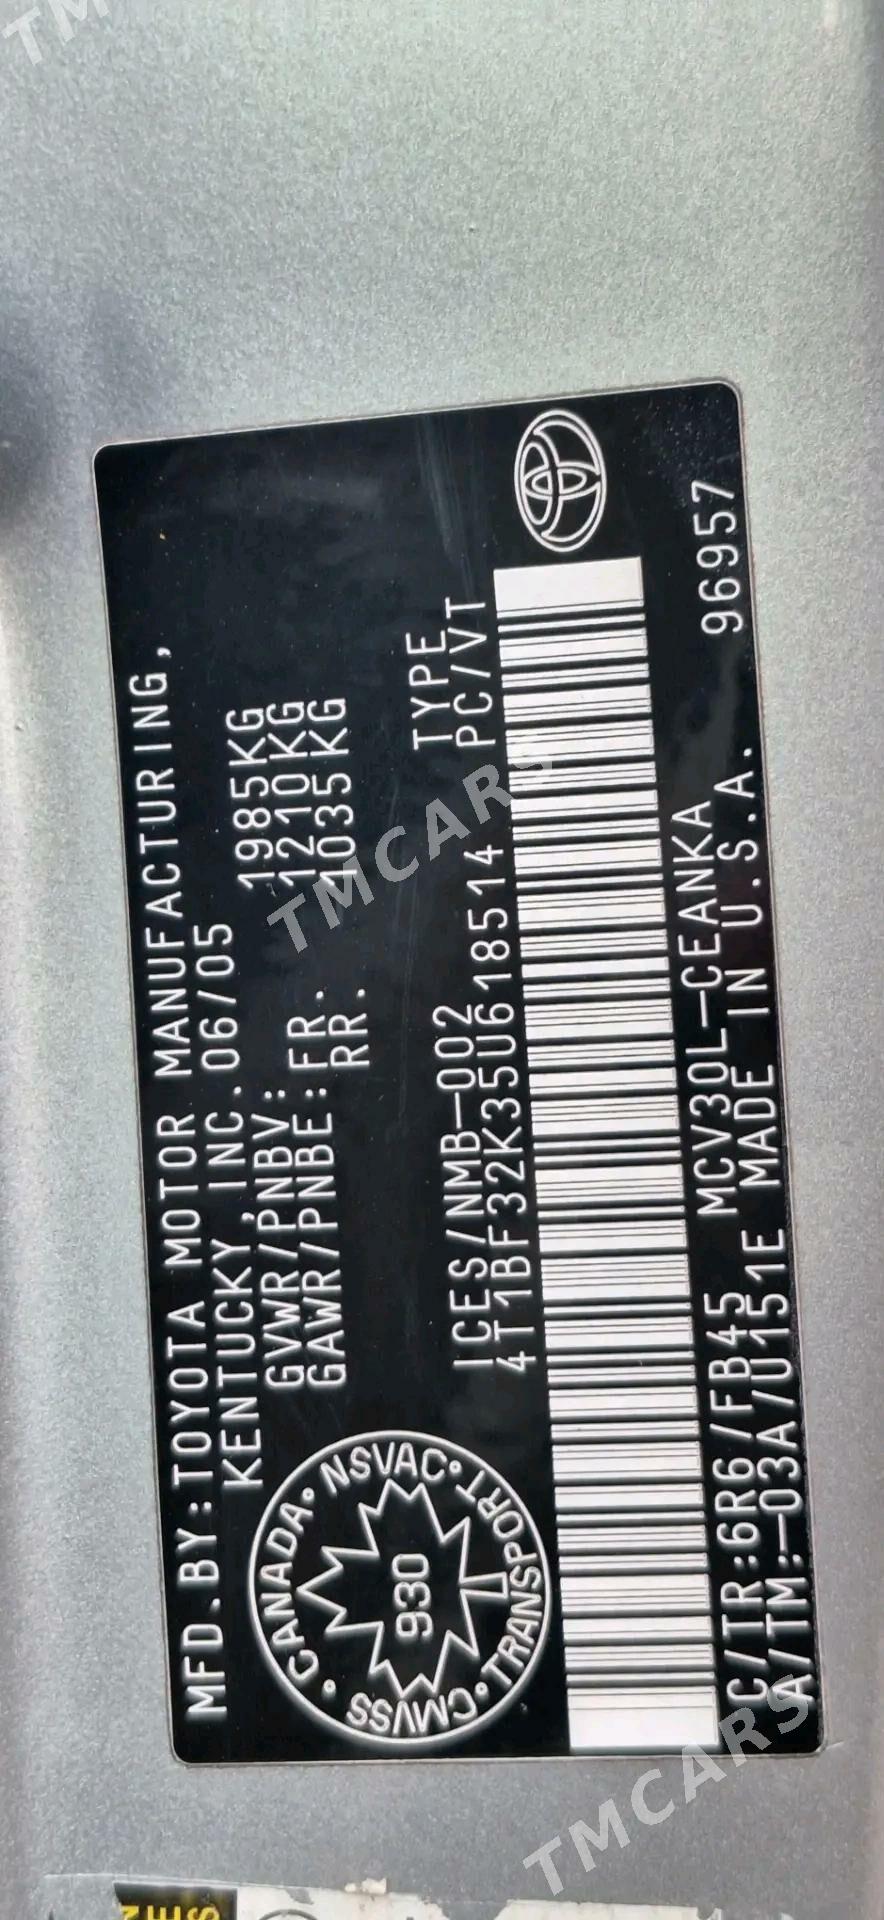 MFD.BY:TOYOTA MOTOR MANUFACTURING,
KENTUCKY, INC.06/05
GVWR/PNBV: 1985KG
GAWR/PNBE:FR. 1210KG
RR. 1035KG
CANADA • NSVAC • TRANSPORT • CMVSS •
930
ICES/NMB-002 TYPE
4T1BF32K35U618514 PC/VT
C/TR:6R6/FB45 MCV30L-CEANKA 96957
A/TM:-03A/U151E MADE IN U.S.A.
TMCARS
TMCARS
TM